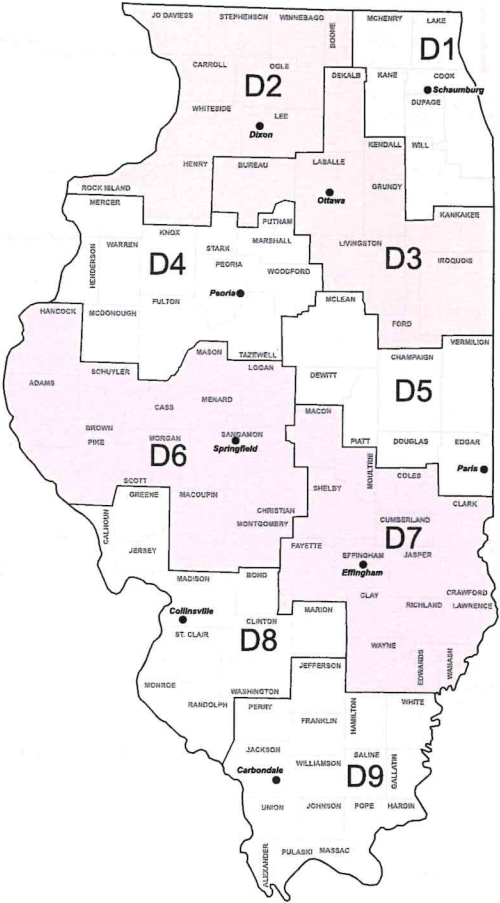 JO DAVIESS
STEPHENSON
WINNEBAGO
BOONE
MCHENRY
LAKE
D1
CARROLL
OGLE
D2
DEKALB
KANE
COOK
Schaumburg
DUPAGE
WHITESIDE
LEE
Dixon
KENDALL
WILL
HENRY
BUREAU
LASALLE
GRUNDY
Ottawa
ROCK ISLAND
MERCER
KANKAKEE
PUTNAM
KNOX
HENDERSON
WARREN
D4
STARK
MARSHALL
PEORIA
WOODFORD
LIVINGSTON
D3
IROQUOIS
Peoria
FULTON
MCLEAN
HANCOCK
MCDONOUGH
FORD
VERMILION
MASON
TAZEWELL
LOGAN
CHAMPAIGN
ADAMS
SCHUYLER
DEWITT
D5
CASS
MENARD
MACON
BROWN
PIKE
MORGAN
SANGAMON
Springfield
D6
PIATT
DOUGLAS
EDGAR
MOULTRIE
Paris
COLES
SCOTT
GREENE
MACOUPIN
SHELBY
CLARK
CALHOUN
CHRISTIAN
MONTGOMERY
CUMBERLAND
D7
JERSEY
FAYETTE
EFFINGHAM
JASPER
Effingham
MADISON
BOND
CLAY
CRAWFORD
RICHLAND
LAWRENCE
Collinsville
MARION
CLINTON
ST. CLAIR
D8
WAYNE
EDWARDS
WABASH
JEFFERSON
MONROE
WASHINGTON
RANDOLPH
PERRY
HAMILTON
WHITE
FRANKLIN
JACKSON
SALINE
WILLIAMSON
GALLATIN
Carbondale
D9
UNION
JOHNSON
POPE
HARDIN
ALEXANDER
PULASKI
MASSAC